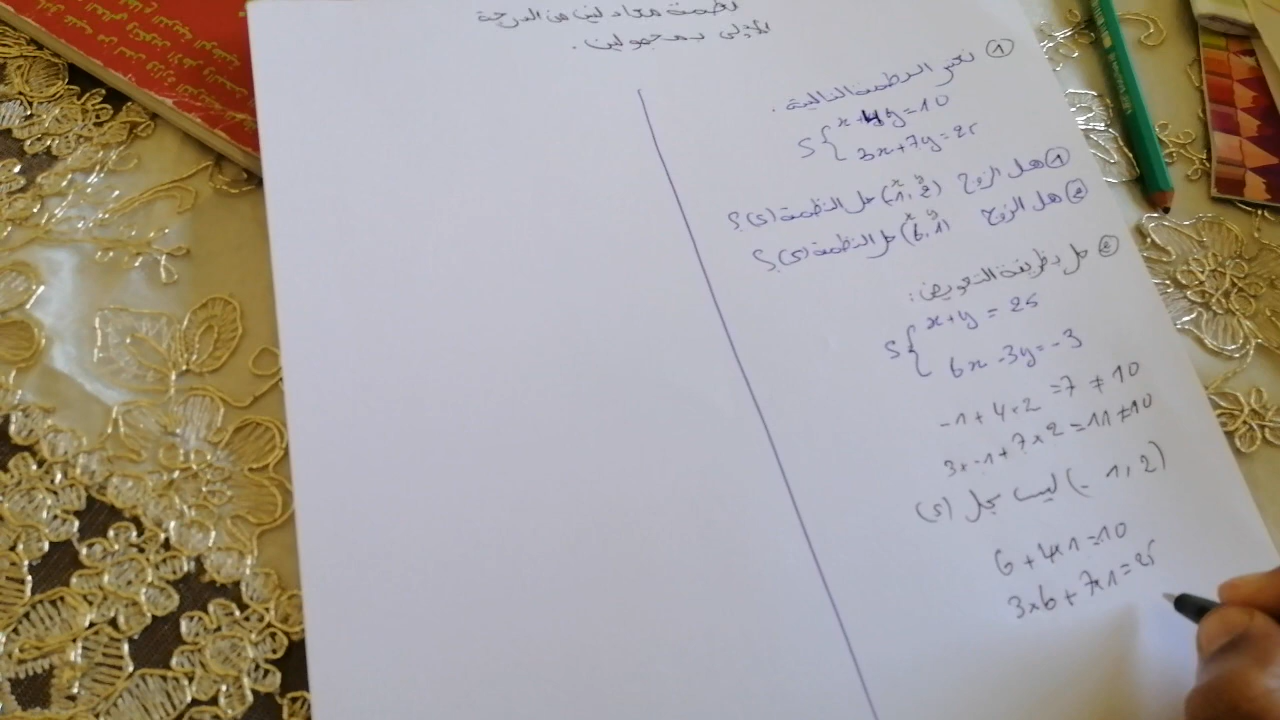 نظمة معادلتين من الدرجة
الأولى بمجهولين.
① نعتبر النظمة التالية.
S { x+4y=10
3x+7y=25
① هل الزوج (-1, 2) حل النظمة (S)؟
② هل الزوج (6, 1) حل النظمة (S)؟
② حل بطريقة التعويض:
S { x+y = 25
6x-3y=-3
-1+4×2=7≠10
3×-1+7×2=11≠10
(-1, 2) ليست بحل (S)
6+4×1=10
3×6+7×1=25